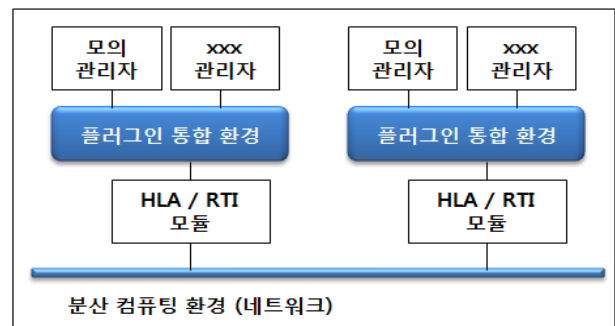 모의
관리자
xxx
관리자
모의
관리자
xxx
관리자
플러그인 통합 환경
플러그인 통합 환경
HLA / RTI
모듈
HLA / RTI
모듈
분산 컴퓨팅 환경 (네트워크)